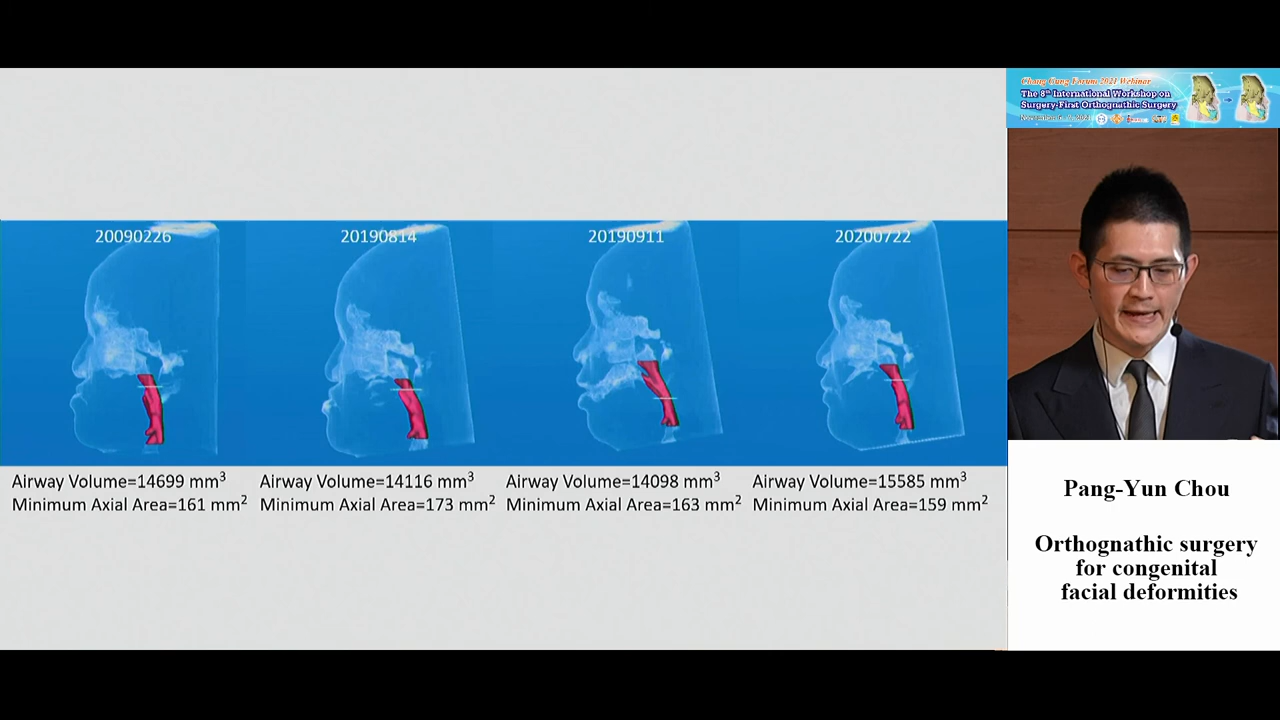 Chang Gung Forum 2021 Webinar
The 8th International Workshop on
Surgery-First Orthognathic Surgery
20090226
20190814
20190911
20200722
Airway Volume=14699 mm3
Minimum Axial Area=161 mm2
Airway Volume=14116 mm3
Minimum Axial Area=173 mm2
Airway Volume=14098 mm3
Minimum Axial Area=163 mm2
Airway Volume=15585 mm3
Minimum Axial Area=159 mm2
Pang-Yun Chou
Orthognathic surgery
for congenital
facial deformities